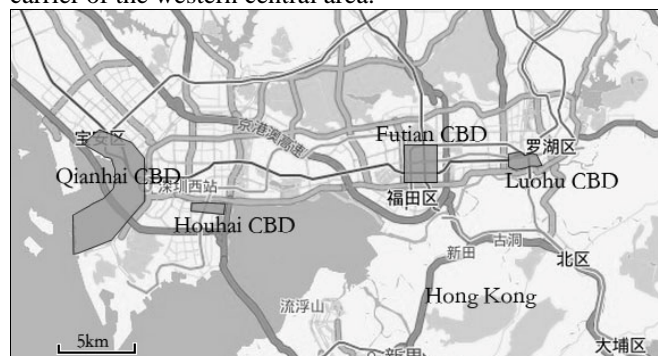 carrier of the western central area.
宝安区
京港澳高速
Futian CBD
罗湖区
Qianhai CBD
深圳西站
Luohu CBD
福田区
Houhai CBD
新田
古洞
北区
Hong Kong
流浮山
5km
新田
大埔区